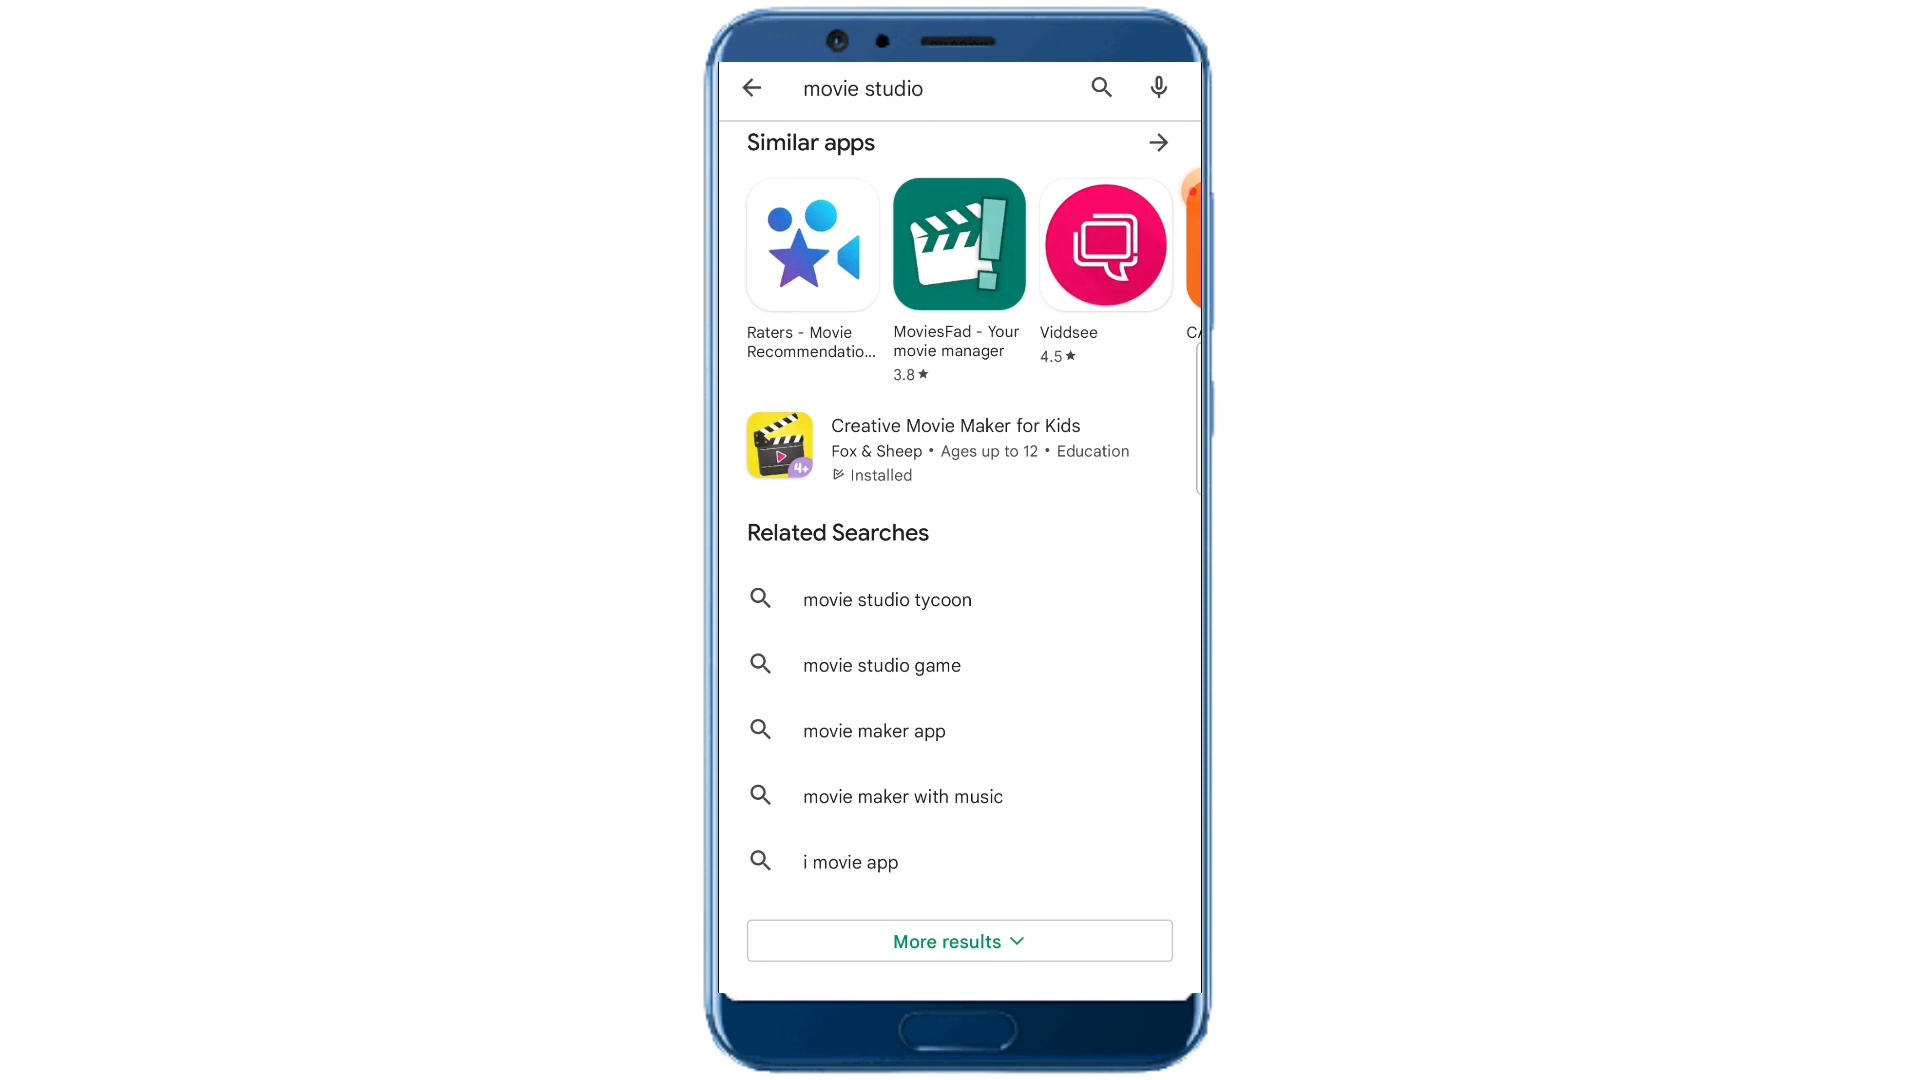 movie studio
Similar apps
Raters - Movie
Recommendatio...
MoviesFad - Your
movie manager
3.8★
Viddsee
4.5★
4+
Creative Movie Maker for Kids
Fox & Sheep • Ages up to 12 • Education
Installed
Related Searches
movie studio tycoon
movie studio game
movie maker app
movie maker with music
i movie app
More results